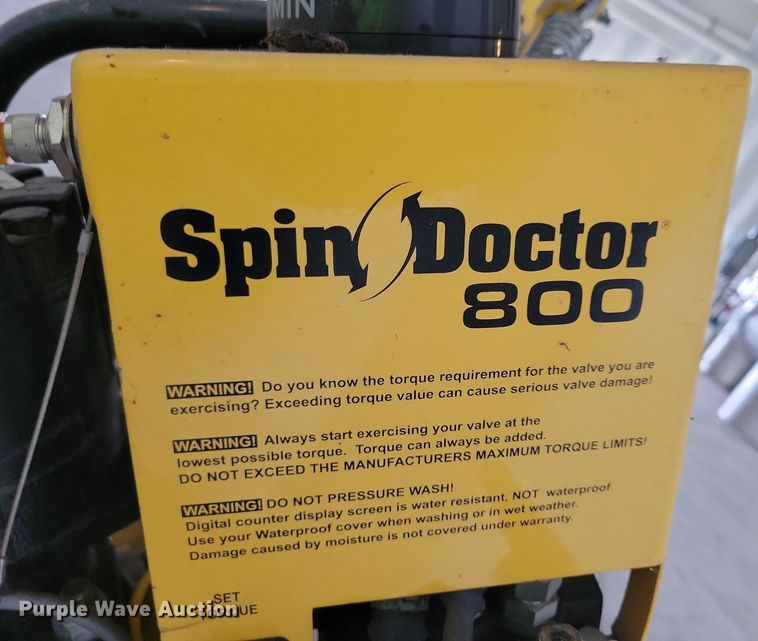 MIN
Spin Doctor®
800
WARNING! Do you know the torque requirement for the valve you are
exercising? Exceeding torque value can cause serious valve damage!
WARNING! Always start exercising your valve at the
lowest possible torque. Torque can always be added.
DO NOT EXCEED THE MANUFACTURERS MAXIMUM TORQUE LIMITS!
WARNING! DO NOT PRESSURE WASH!
Digital counter display screen is water resistant, NOT waterproof.
Use your Waterproof cover when washing or in wet weather.
Damage caused by moisture is not covered under warranty.
SET
TORQUE
Purple Wave Auction